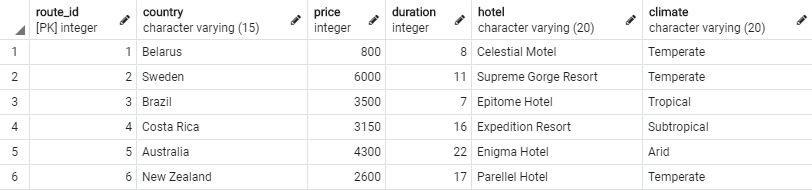 route_id country price duration hotel climate
[PK] integer character varying (15) integer integer character varying (20) character varying (20)
1 1 Belarus 800 8 Celestial Motel Temperate
2 2 Sweden 6000 11 Supreme Gorge Resort Temperate
3 3 Brazil 3500 7 Epitome Hotel Tropical
4 4 Costa Rica 3150 16 Expedition Resort Subtropical
5 5 Australia 4300 22 Enigma Hotel Arid
6 6 New Zealand 2600 17 Parellel Hotel Temperate